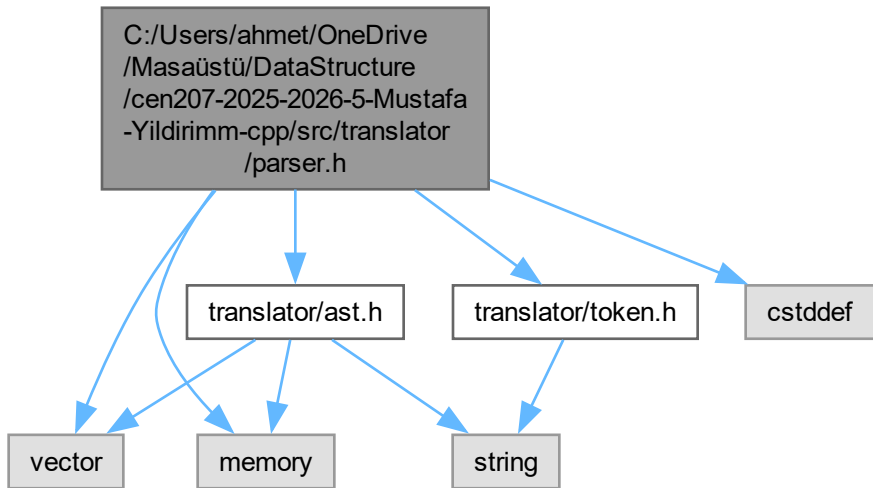 C:/Users/ahmet/OneDrive
/Masaüstü/DataStructure
/cen207-2025-2026-5-Mustafa
-Yildirimm-cpp/src/translator
/parser.h
translator/ast.h
translator/token.h
cstddef
vector
memory
string